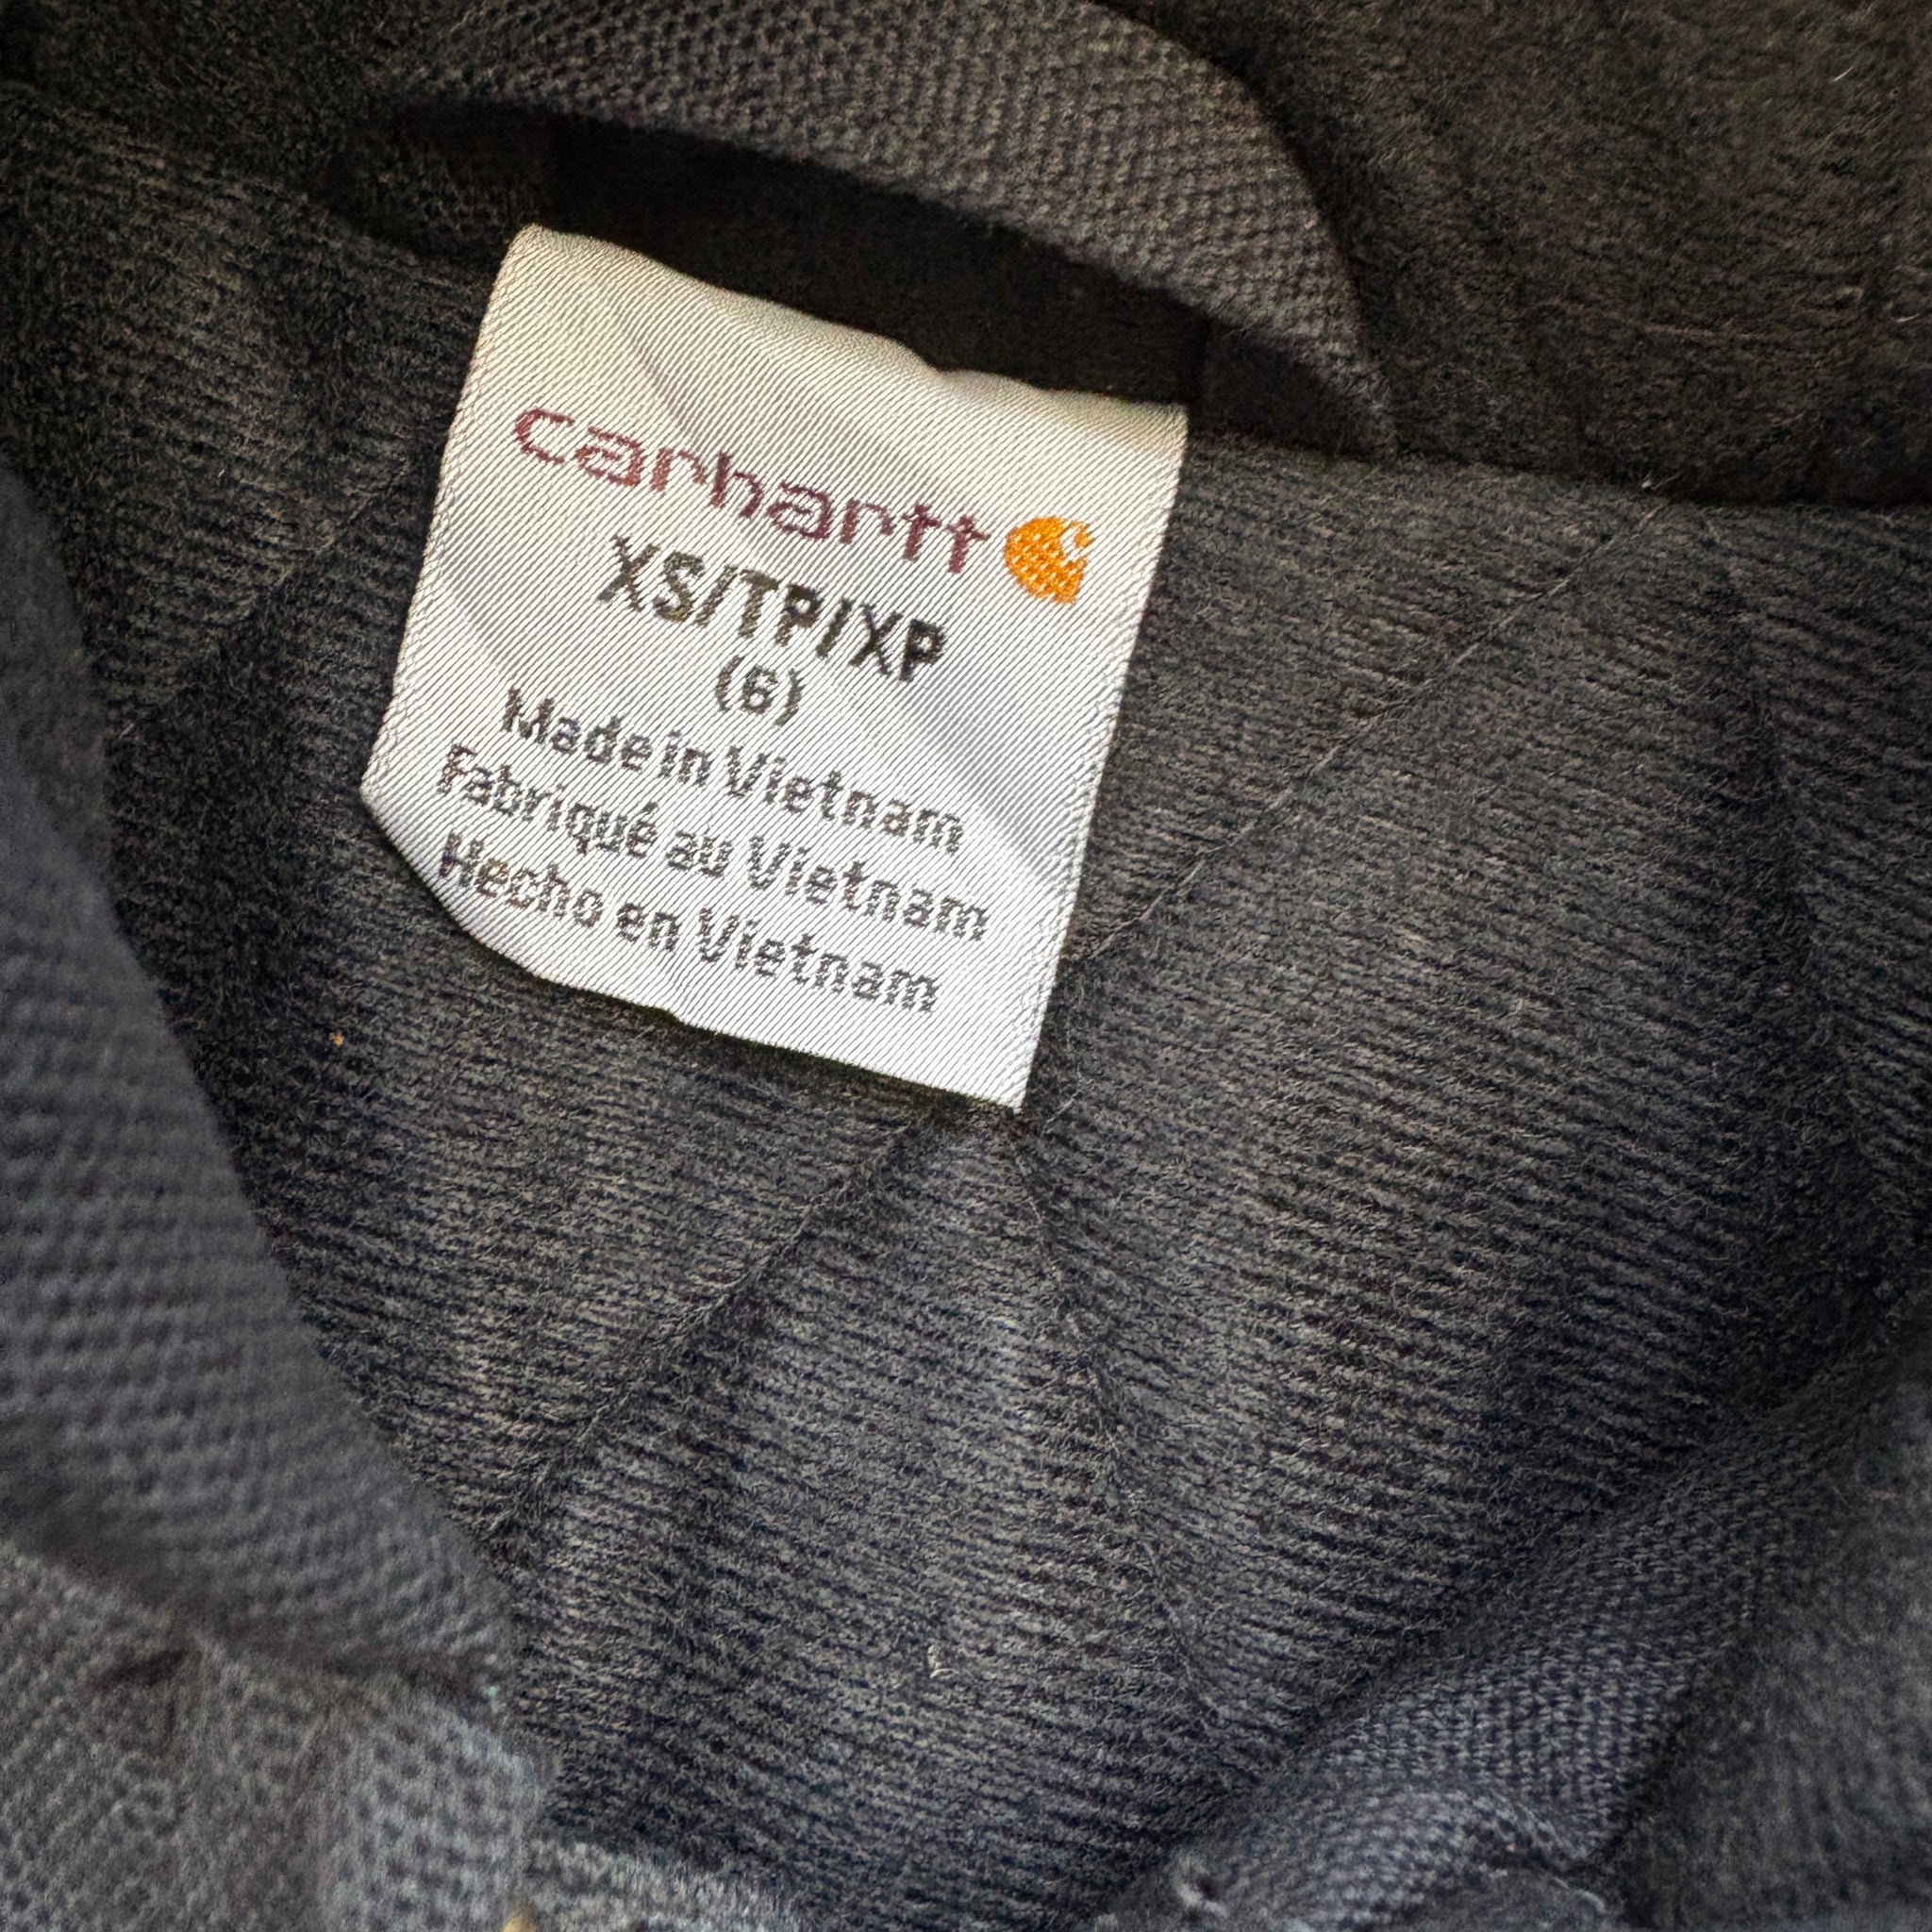 carhartt
XS/TP/XP
(6)
Made in Vietnam
Fabriqué au Vietnam
Hecho en Vietnam